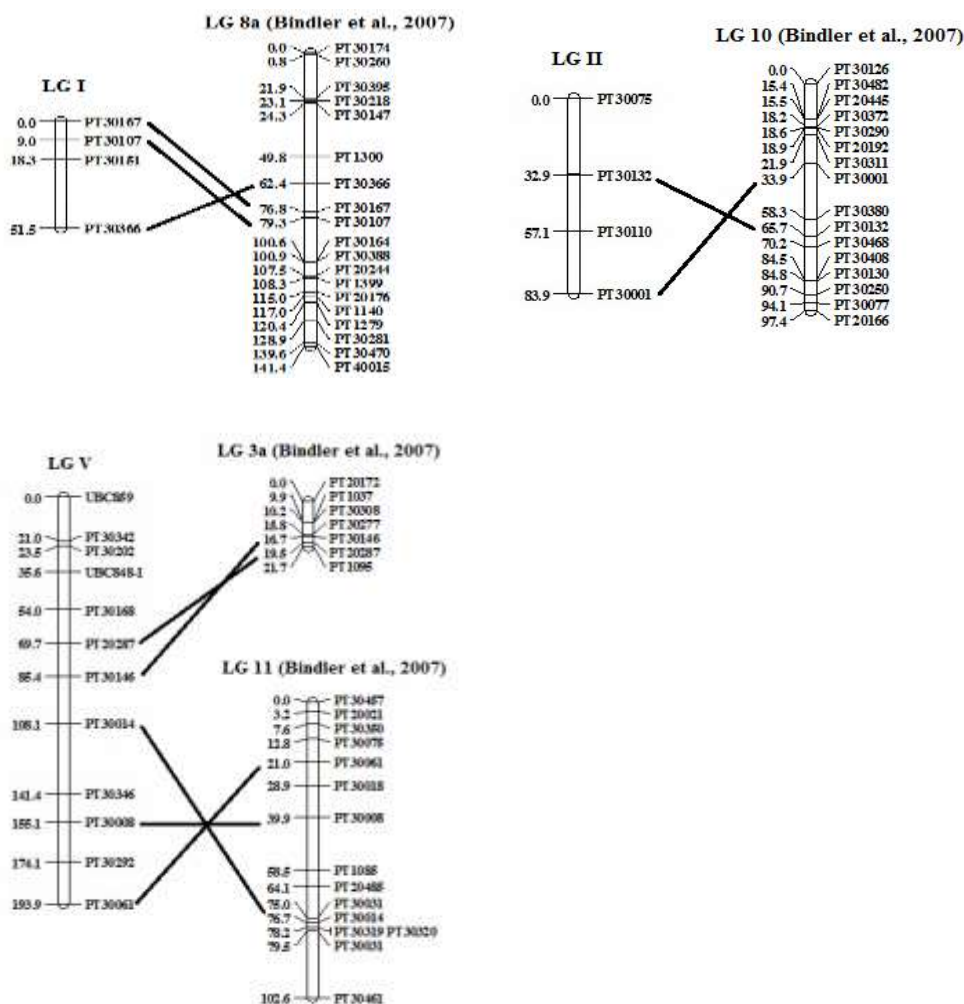 LG 8a (Bindler et al., 2007)
0.0 PT30174
0.8 PT30260
21.9 PT30395
23.1 PT30218
24.3 PT30147
49.8 PT1300
62.4 PT30366
76.8 PT30167
79.3 PT30107
100.6 PT30164
100.9 PT30388
107.5 PT20244
108.3 PT1399
115.0 PT20176
117.0 PT1140
120.4 PT1279
128.9 PT30281
139.6 PT30470
141.4 PT40015
LG I
0.0 PT30167
9.0 PT30107
18.3 PT30151
51.5 PT30366
LG II
0.0 PT30075
32.9 PT30132
57.1 PT30110
83.9 PT30001
LG 10 (Bindler et al., 2007)
0.0 PT30126
15.4 PT30482
15.5 PT20445
18.2 PT30372
18.6 PT30290
18.9 PT20192
21.9 PT30311
33.9 PT30001
58.3 PT30380
65.7 PT30132
70.2 PT30468
84.5 PT30408
84.8 PT30130
90.7 PT30250
94.1 PT30077
97.4 PT20166
LG V
0.0 UBC859
21.0 PT30342
23.5 PT30202
35.6 UBC848-1
54.0 PT30168
69.7 PT20287
PT30146
PT30014
141.4 PT30346
155.1 PT30008
174.1 PT30292
193.9 PT30061
LG 3a (Bindler et al., 2007)
0.0 PT20172
9.9 PT1037
10.2 PT30308
PT30277
16.7 PT30146
19.5 PT20287
21.7 PT1095
LG 11 (Bindler et al., 2007)
0.0 PT30457
3.2 PT20021
7.6 PT30350
12.8 PT30075
21.0 PT30061
28.9 PT30018
39.9 PT30008
58.5 PT1085
64.1 PT20485
75.0 PT30031
76.7 PT30014
78.2 PT30319 PT30320
79.5 PT30031
102.6 PT30461